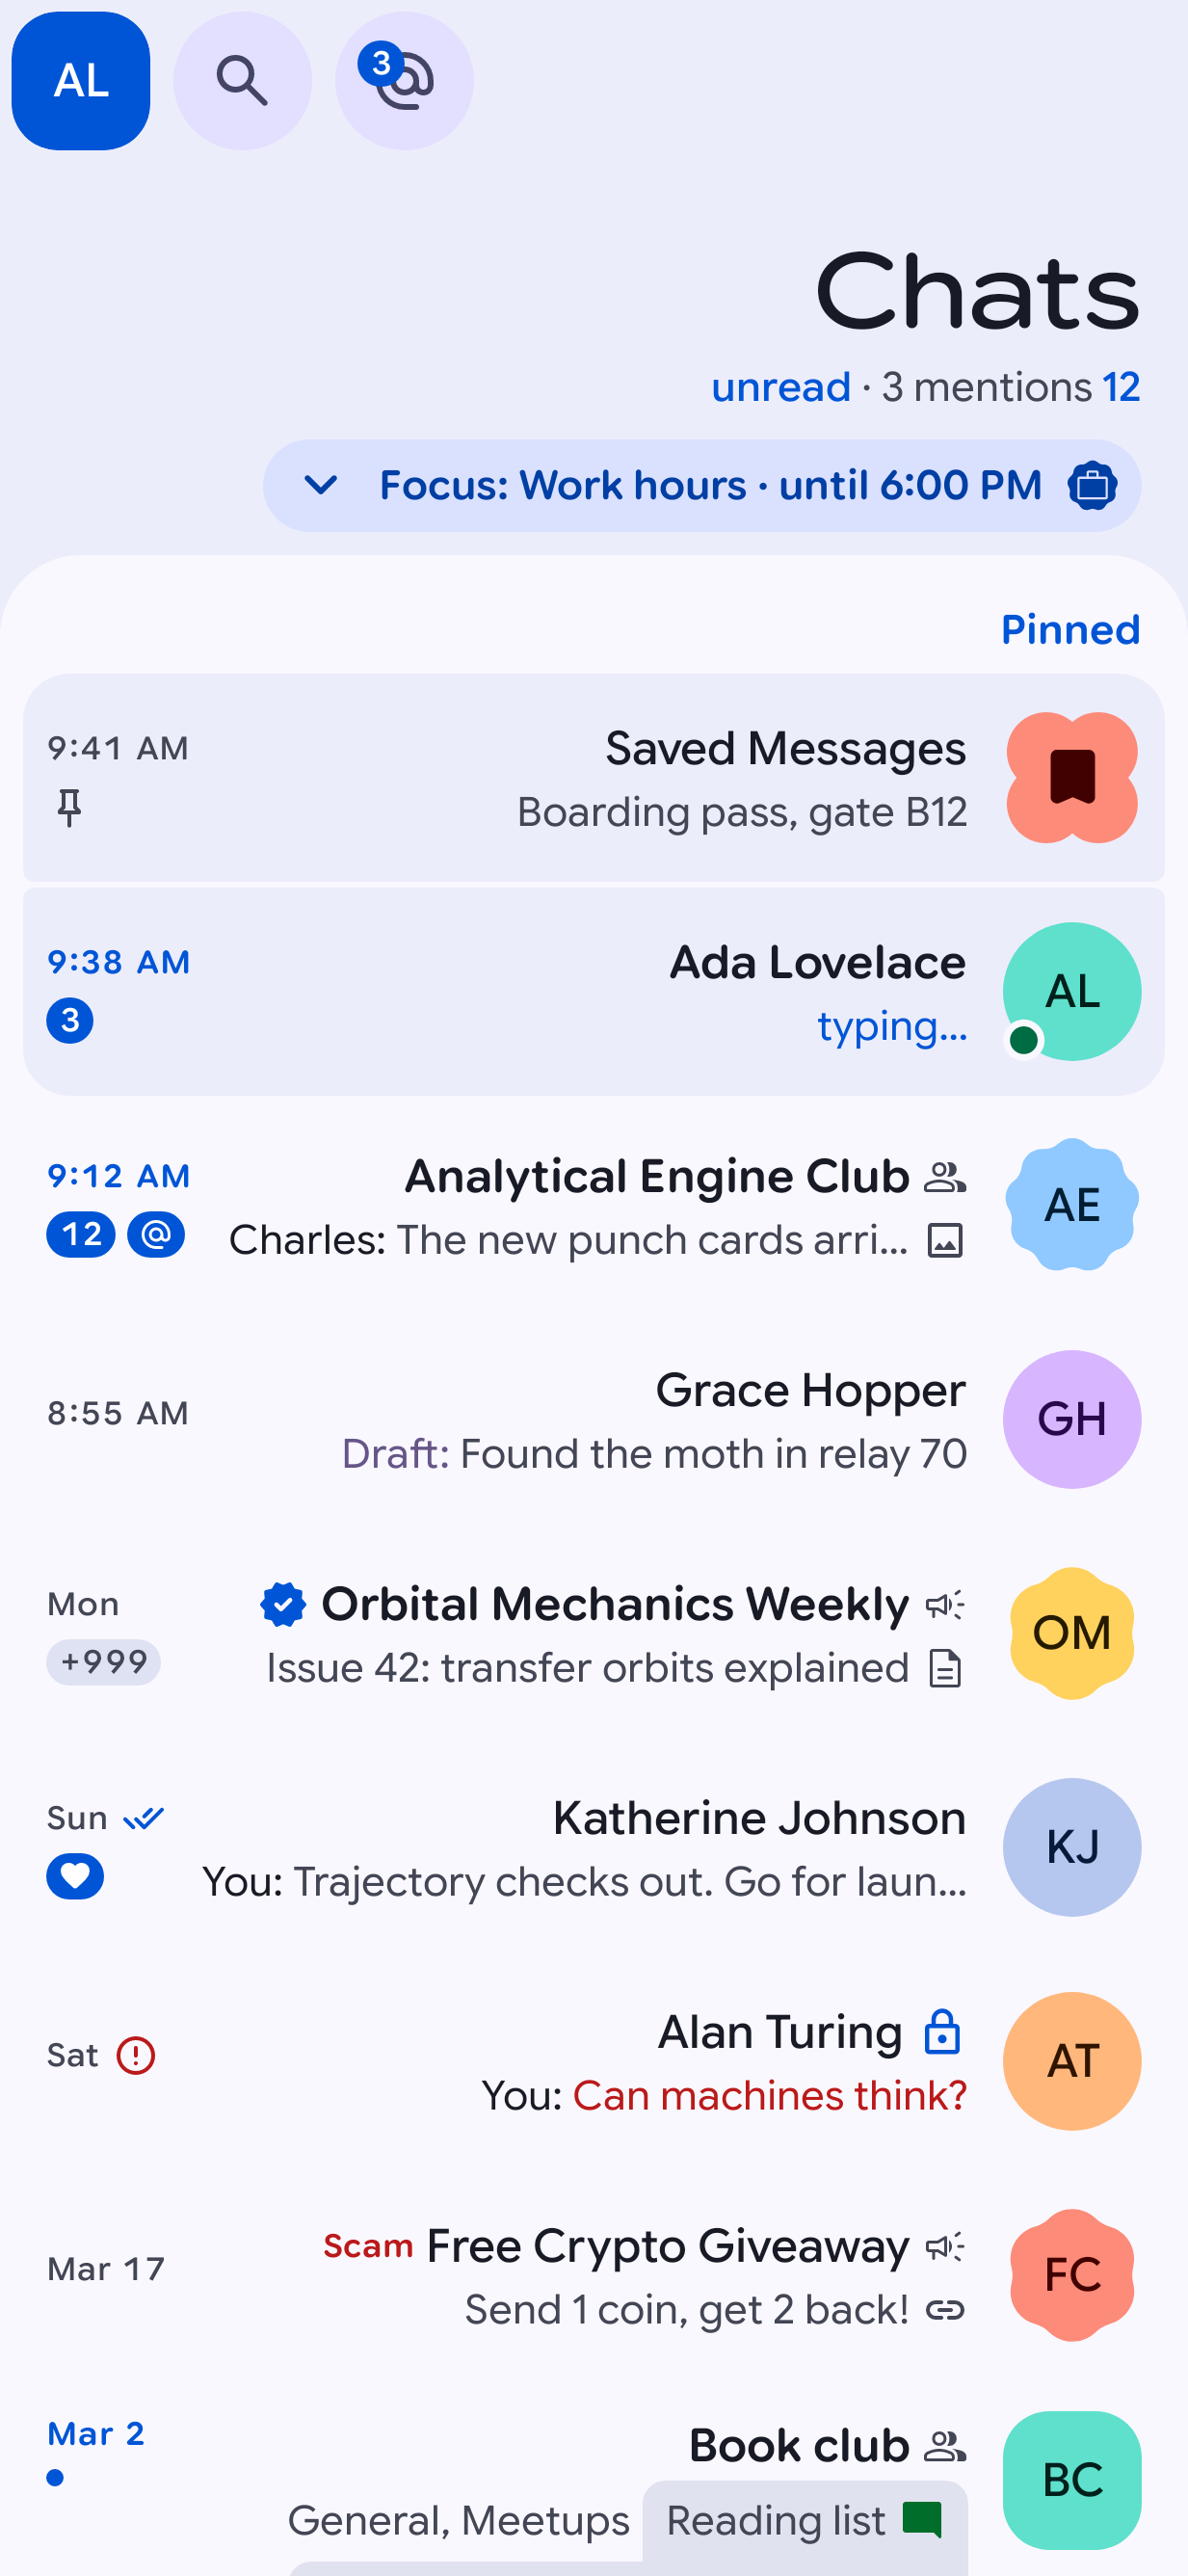 AL
3
Chats
unread · 3 mentions 12
Focus: Work hours · until 6:00 PM
Pinned
Saved Messages
9:41 AM
Boarding pass, gate B12
AL
Ada Lovelace
9:38 AM
typing...
3
AE
Analytical Engine Club
9:12 AM
Charles: The new punch cards arri...
12 @
GH
Grace Hopper
8:55 AM
Draft: Found the moth in relay 70
OM
Orbital Mechanics Weekly
Mon
Issue 42: transfer orbits explained
+999
KJ
Katherine Johnson
Sun
You: Trajectory checks out. Go for laun...
AT
Alan Turing
Sat
You: Can machines think?
FC
Scam Free Crypto Giveaway
Mar 17
Send 1 coin, get 2 back!
BC
Book club
Mar 2
General, Meetups Reading list